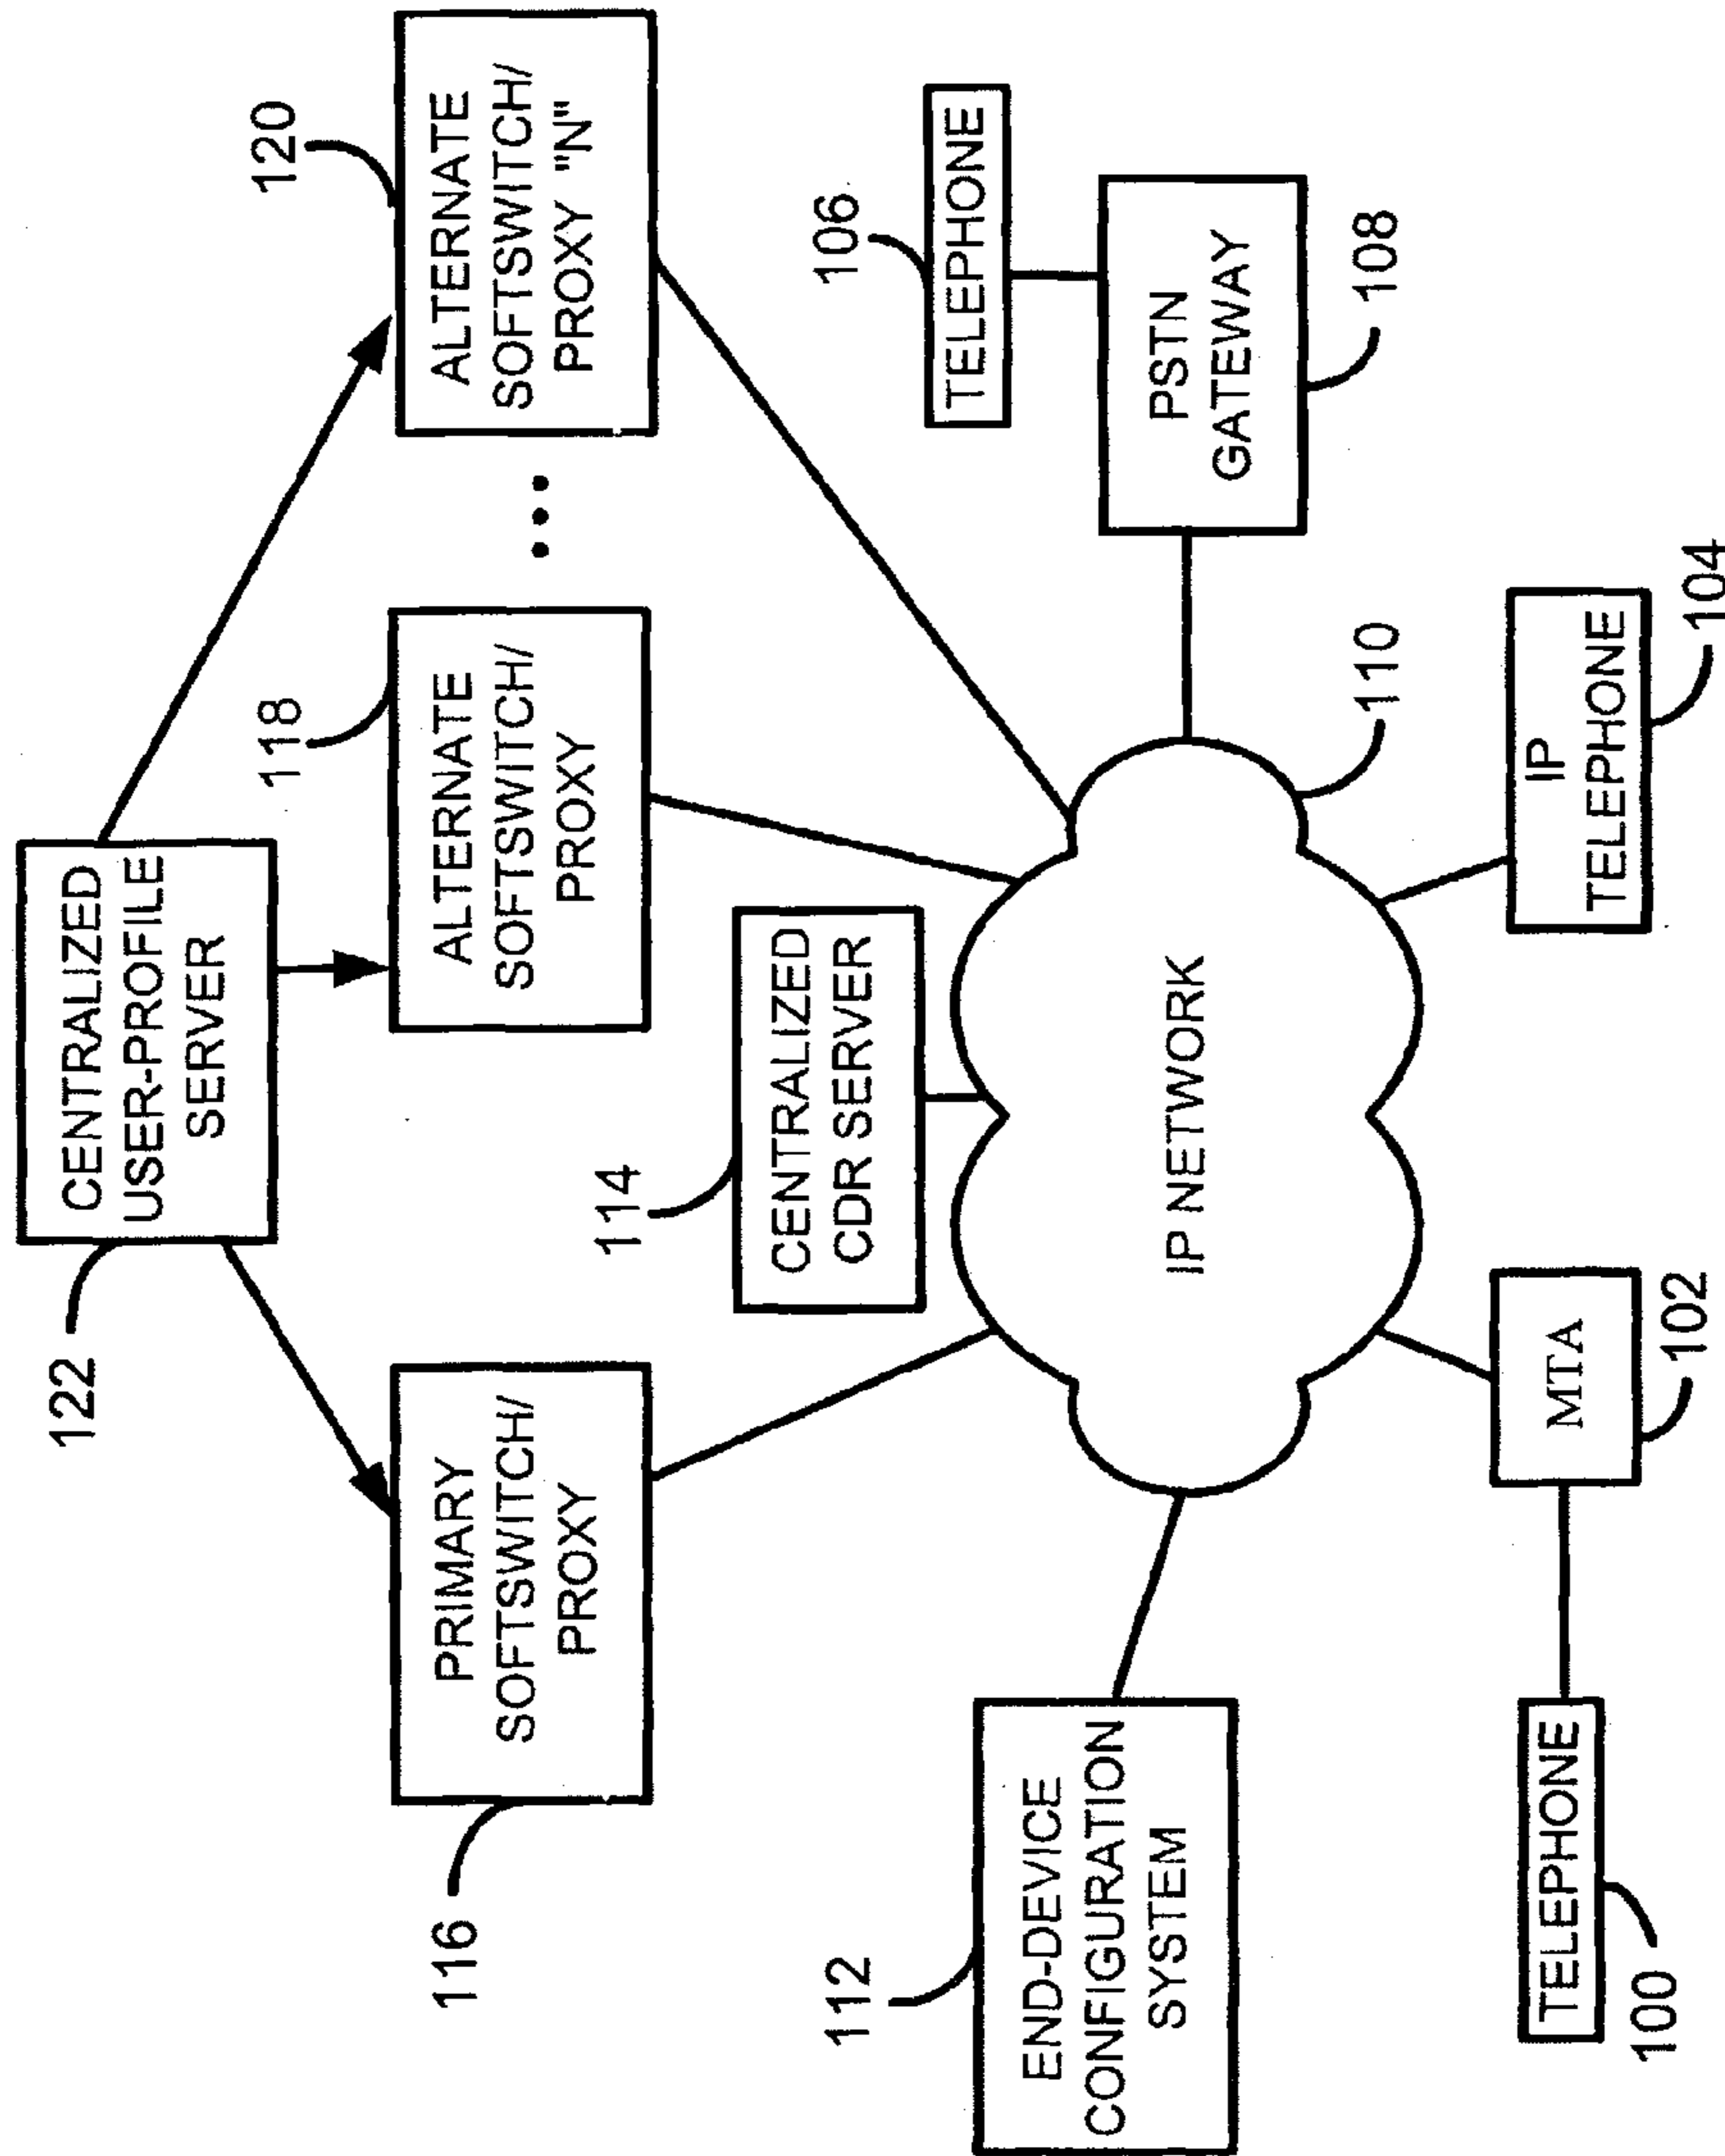 122
CENTRALIZED
USER-PROFILE
SERVER
116
PRIMARY
SOFTSWITCH/
PROXY
118
ALTERNATE
SOFTSWITCH/
PROXY
...
120
ALTERNATE
SOFTSWITCH/
PROXY "N"
114
CENTRALIZED
CDR SERVER
112
END-DEVICE
CONFIGURATION
SYSTEM
IP NETWORK
110
106
TELEPHONE
PSTN
GATEWAY
108
TELEPHONE
100
MTA
102
IP
TELEPHONE
104